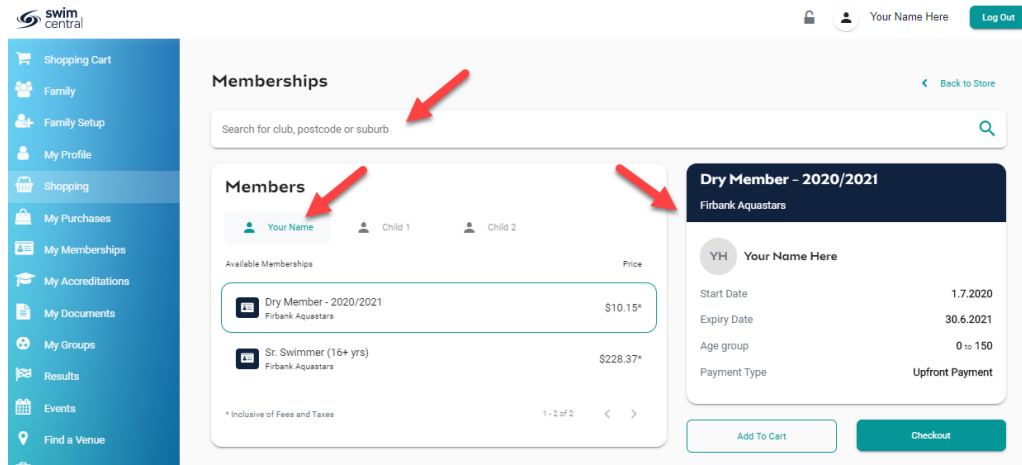 swim
central
Your Name Here
Log Out
Shopping Cart
Family
Family Setup
My Profile
Shopping
My Purchases
My Memberships
My Accreditations
My Documents
My Groups
Results
Events
Find a Venue
Memberships
Back to Store
Search for club, postcode or suburb
Members
Your Name
Child 1
Child 2
Available Memberships
Price
Dry Member - 2020/2021
Firbank Aquastars
$10.15*
Sr. Swimmer (16+ yrs)
Firbank Aquastars
$228.37*
* Inclusive of Fees and Taxes
1 - 2 of 2
Dry Member - 2020/2021
Firbank Aquastars
YH
Your Name Here
Start Date
1.7.2020
Expiry Date
30.6.2021
Age group
0 to 150
Payment Type
Upfront Payment
Add To Cart
Checkout